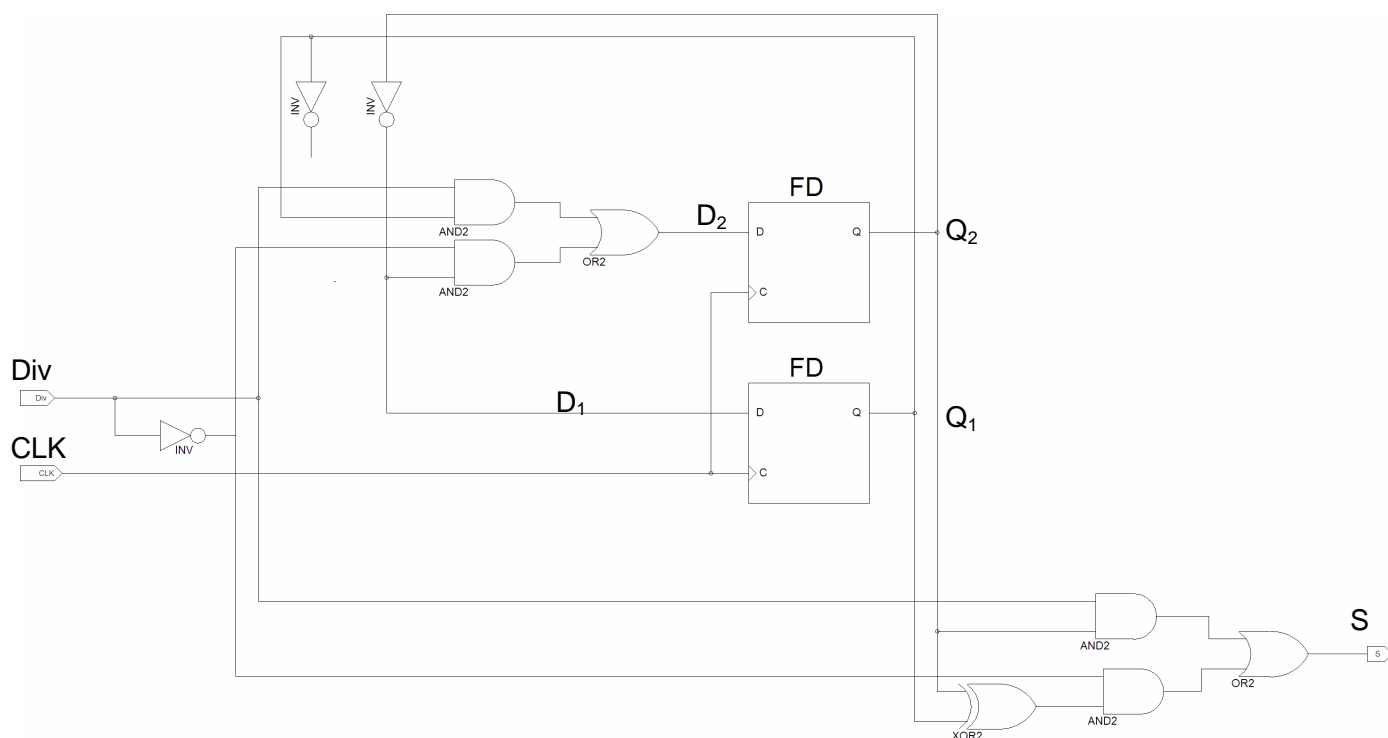 INV
INV
FD
AND2
D2
D
Q
Q2
OR2
AND2
C
FD
Div
Div
D1
D
Q
Q1
INV
CLK
CLK
C
AND2
S
S
OR2
AND2
XOR2